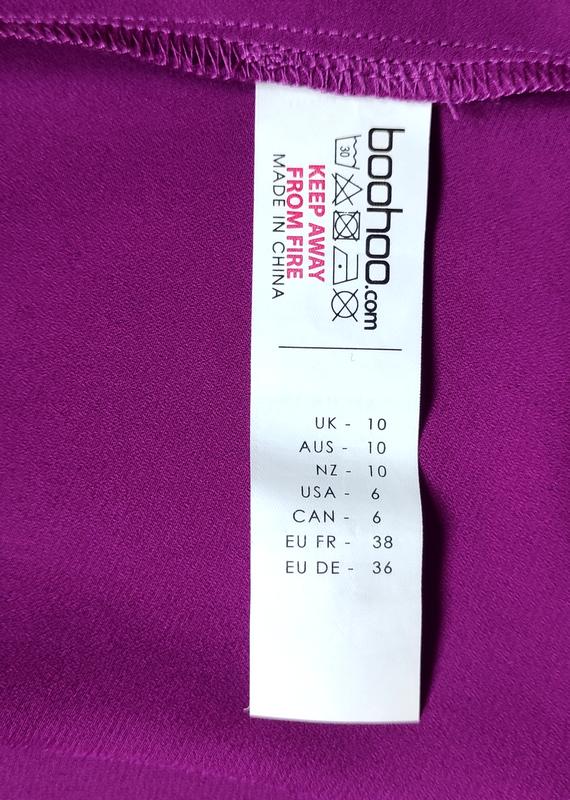 boohoo.com
30
KEEP AWAY
FROM FIRE
MADE IN CHINA
UK - 10
AUS - 10
NZ - 10
USA - 6
CAN - 6
EU FR - 38
EU DE - 36